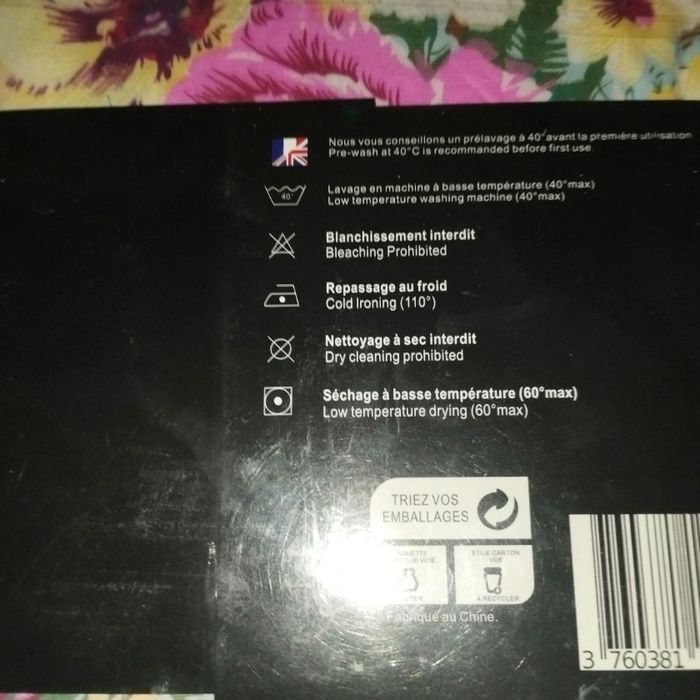 Nous vous conseillons un prélavage à 40° avant la première utilisation
Pre-wash at 40°C is recommanded before first use
40°
Lavage en machine à basse température (40°max)
Low temperature washing machine (40°max)
Blanchissement interdit
Bleaching Prohibited
Repassage au froid
Cold Ironing (110°)
Nettoyage à sec interdit
Dry cleaning prohibited
Séchage à basse température (60°max)
Low temperature drying (60°max)
TRIEZ VOS
EMBALLAGES
ETUI CARTON
VIDE
A RECYCLER
Fabriqué au Chine.
3 760381